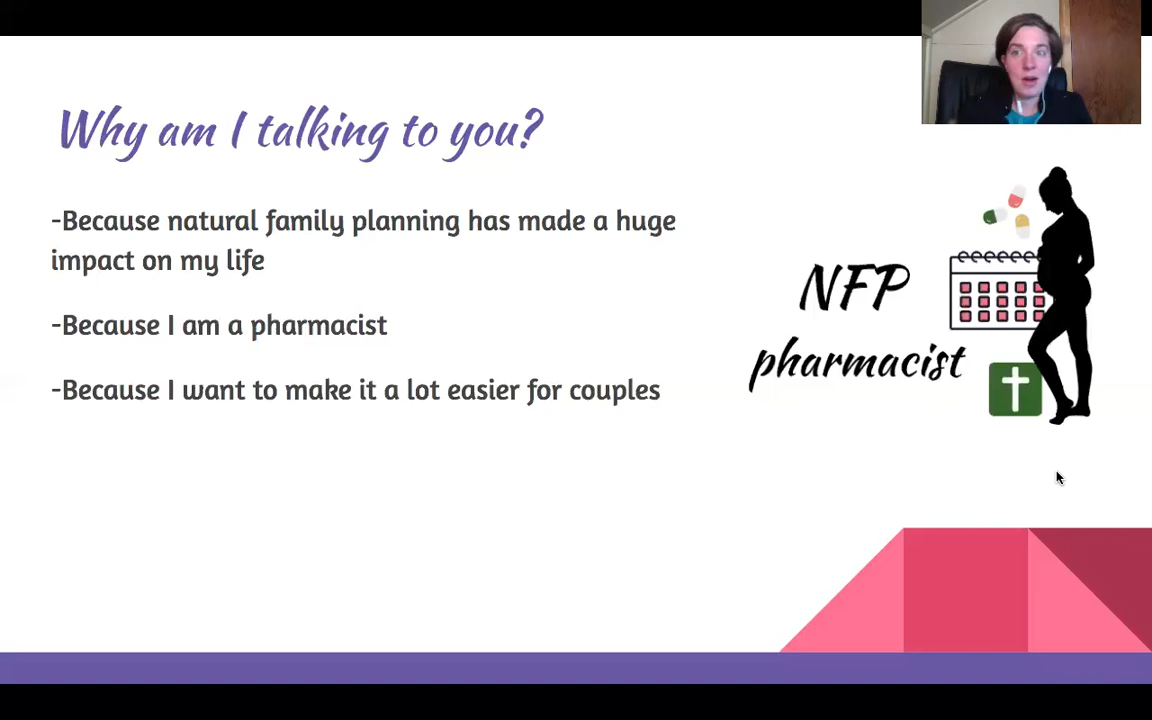 Why am I talking to you?
-Because natural family planning has made a huge
impact on my life
-Because I am a pharmacist
-Because I want to make it a lot easier for couples
NFP
pharmacist